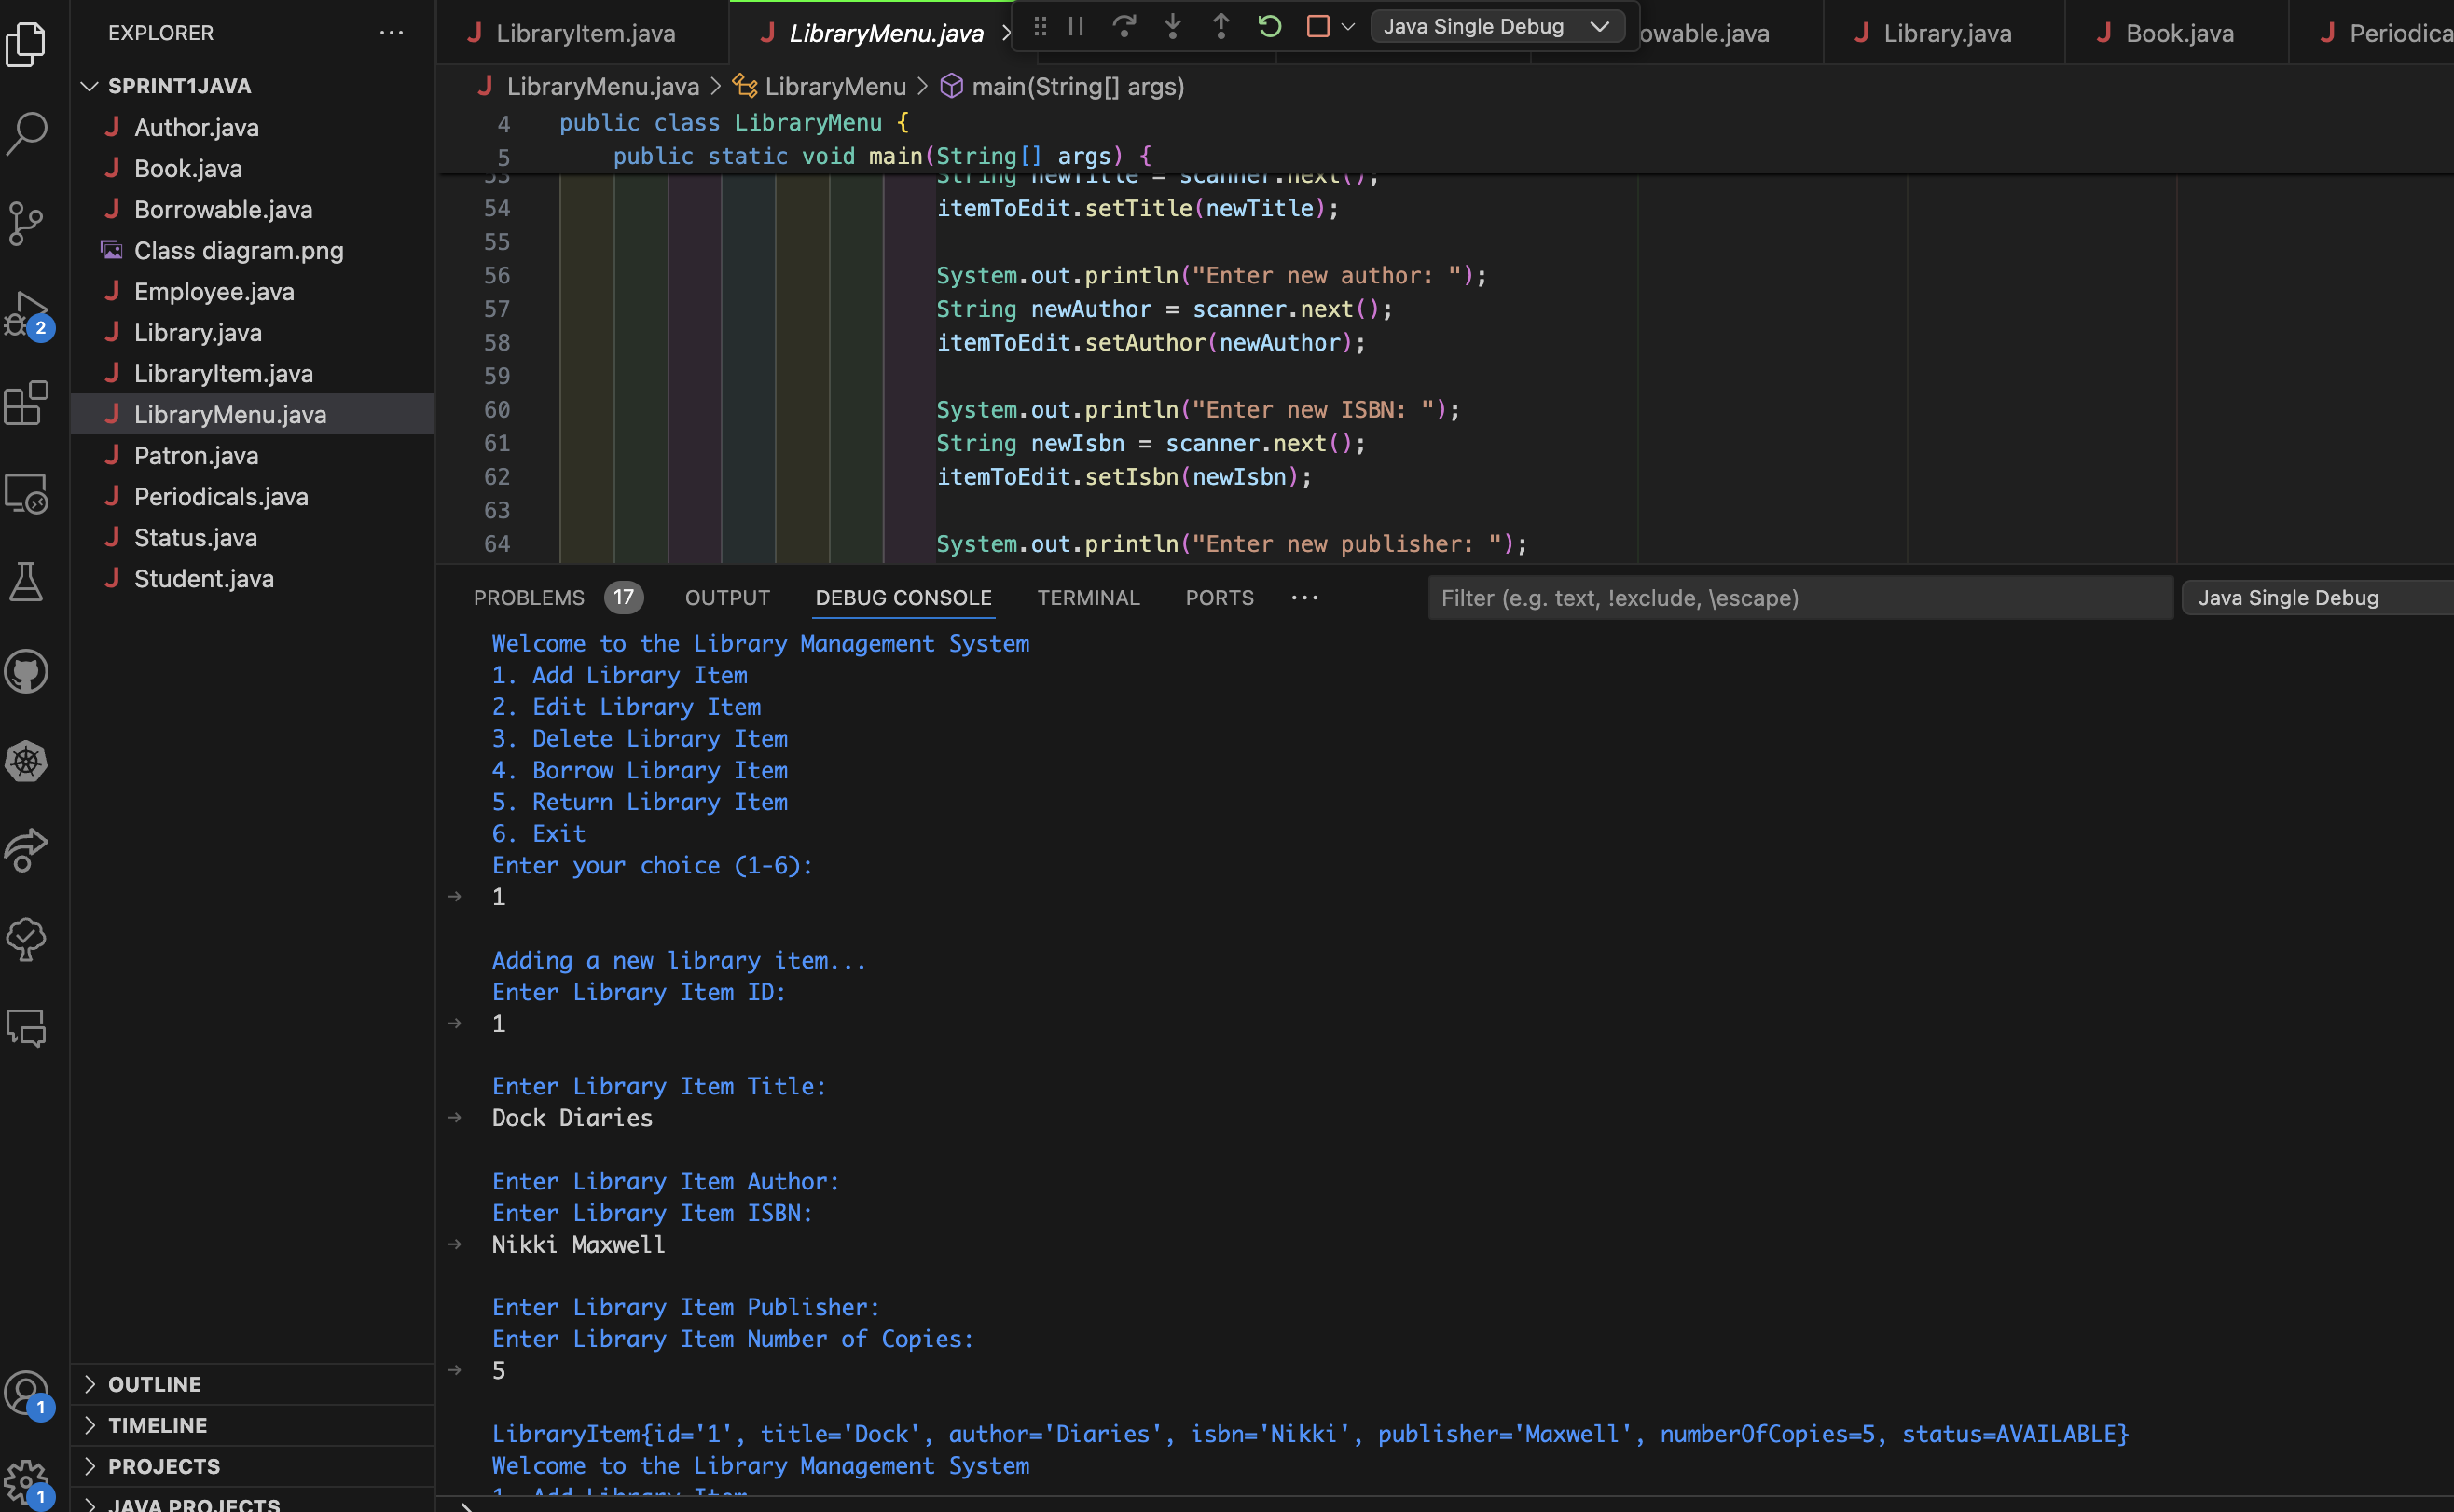 EXPLORER
SPRINT1JAVA
Author.java
Book.java
Borrowable.java
Class diagram.png
Employee.java
Library.java
LibraryItem.java
LibraryMenu.java
Patron.java
Periodicals.java
Status.java
Student.java
OUTLINE
TIMELINE
PROJECTS
JAVA PROJECTS
2
1
1
LibraryItem.java
LibraryMenu.java
Java Single Debug
owable.java
Library.java
Book.java
Periodica
LibraryMenu.java > LibraryMenu > main(String[] args)
4 public class LibraryMenu {
5 public static void main(String[] args) {
53 String newTitle = scanner.next();
54 itemToEdit.setTitle(newTitle);
55
56 System.out.println("Enter new author: ");
57 String newAuthor = scanner.next();
58 itemToEdit.setAuthor(newAuthor);
59
60 System.out.println("Enter new ISBN: ");
61 String newIsbn = scanner.next();
62 itemToEdit.setIsbn(newIsbn);
63
64 System.out.println("Enter new publisher: ");
PROBLEMS 17 OUTPUT DEBUG CONSOLE TERMINAL PORTS
Filter (e.g. text, !exclude, \escape)
Java Single Debug
Welcome to the Library Management System
1. Add Library Item
2. Edit Library Item
3. Delete Library Item
4. Borrow Library Item
5. Return Library Item
6. Exit
Enter your choice (1-6):
1
Adding a new library item...
Enter Library Item ID:
1
Enter Library Item Title:
Dock Diaries
Enter Library Item Author:
Enter Library Item ISBN:
Nikki Maxwell
Enter Library Item Publisher:
Enter Library Item Number of Copies:
5
LibraryItem{id='1', title='Dock', author='Diaries', isbn='Nikki', publisher='Maxwell', numberOfCopies=5, status=AVAILABLE}
Welcome to the Library Management System
1. Add Library Item